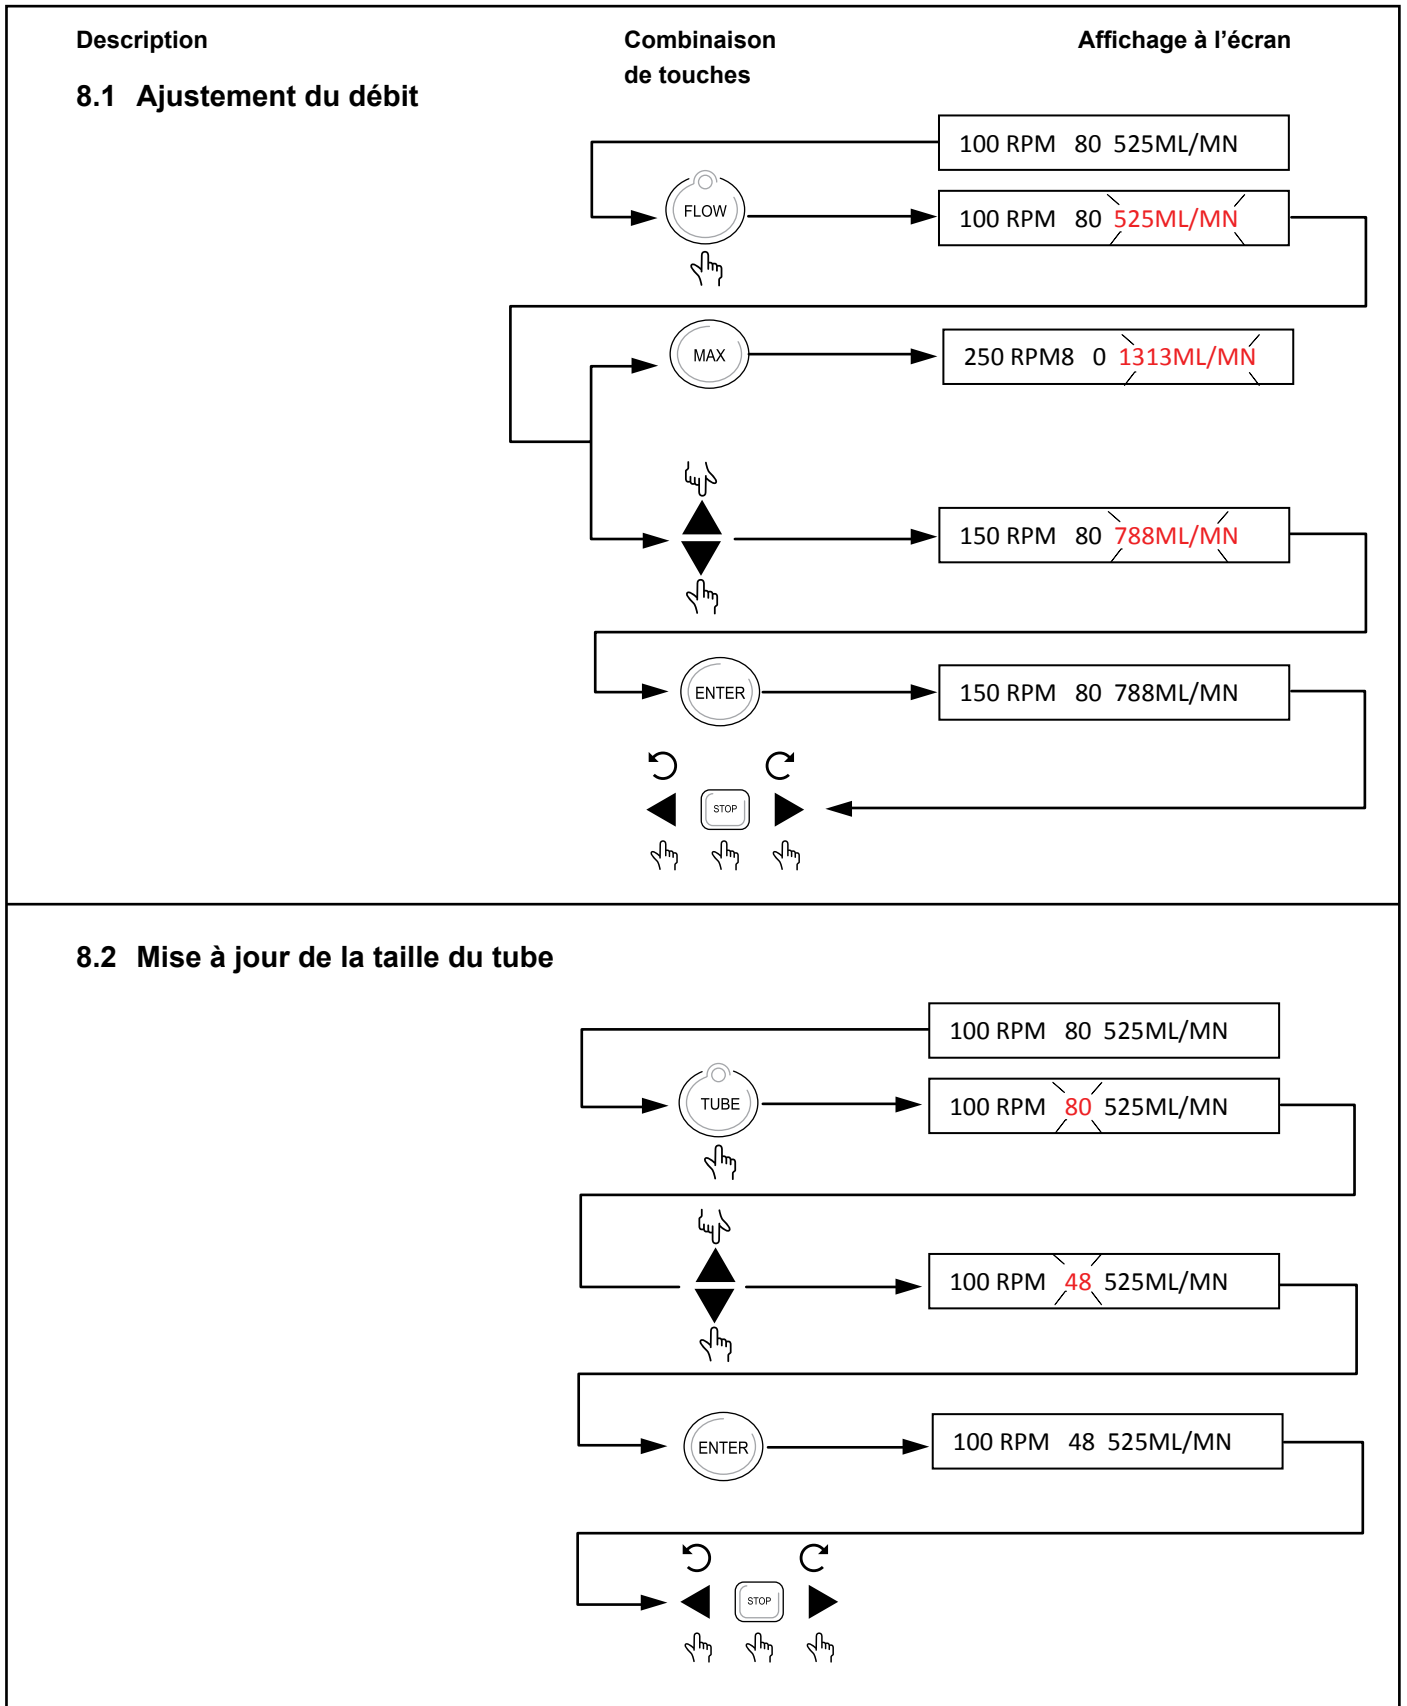 Description
Combinaison de touches
Affichage à l'écran
8.1 Ajustement du débit
100 RPM 80 525ML/MN
FLOW
100 RPM 80 525ML/MN
MAX
250 RPM8 0 1313ML/MN
150 RPM 80 788ML/MN
ENTER
150 RPM 80 788ML/MN
STOP
8.2 Mise à jour de la taille du tube
100 RPM 80 525ML/MN
TUBE
100 RPM 80 525ML/MN
100 RPM 48 525ML/MN
ENTER
100 RPM 48 525ML/MN
STOP